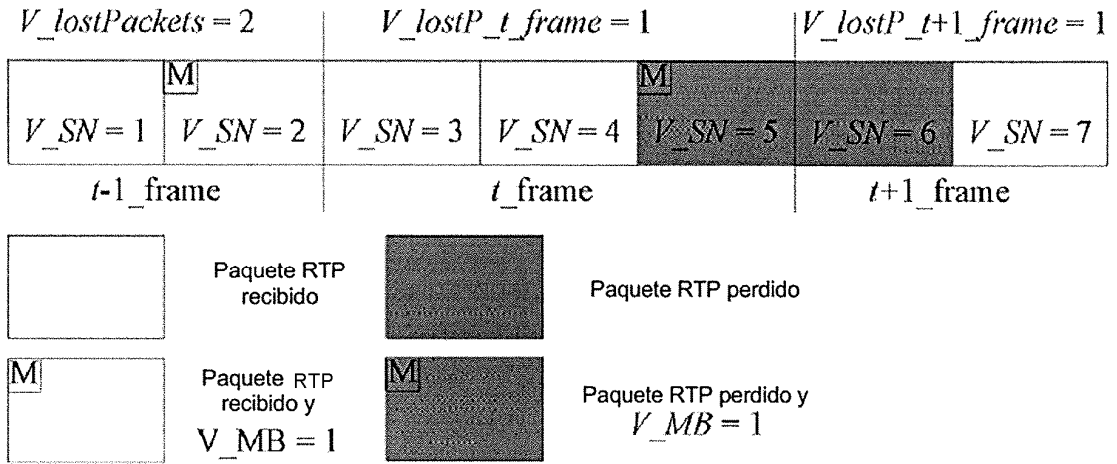 V_lostPackets = 2 V_lostP_t_frame = 1 V_lostP_t+1_frame = 1
M M
V_SN = 1 V_SN = 2 V_SN = 3 V_SN = 4 V_SN = 5 V_SN = 6 V_SN = 7
t-1_frame t_frame t+1_frame
Paquete RTP
recibido
Paquete RTP perdido
M
Paquete RTP
recibido y
V_MB = 1
M
Paquete RTP perdido y
V_MB = 1